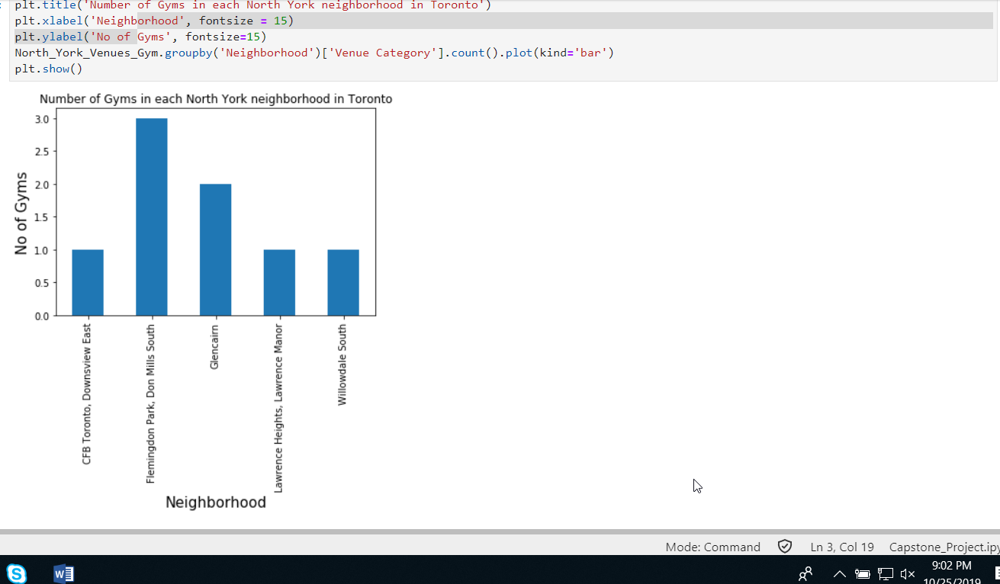 plt.title('Number of Gyms in each North York neighborhood in Toronto')
plt.xlabel('Neighborhood', fontsize = 15)
plt.ylabel('No of Gyms', fontsize=15)
North_York_Venues_Gym.groupby('Neighborhood')['Venue Category'].count().plot(kind='bar')
plt.show()
Number of Gyms in each North York neighborhood in Toronto
3.0
2.5
2.0
1.5
1.0
0.5
0.0
No of Gyms
CFB Toronto, Downsview East
Flemingdon Park, Don Mills South
Glencairn
Lawrence Heights, Lawrence Manor
Willowdale South
Neighborhood
Mode: Command
Ln 3, Col 19
Capstone_Project.ipy
S
W
9:02 PM
10/25/2019